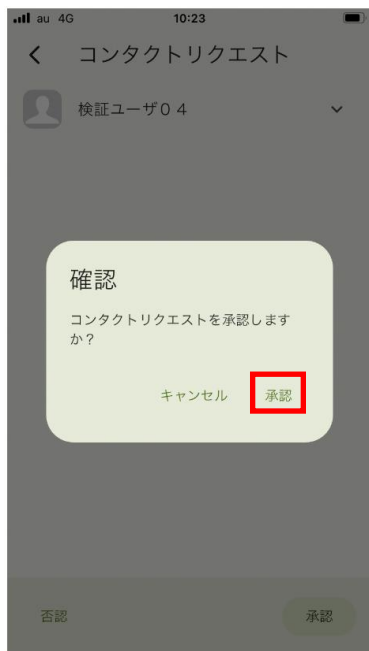 au 4G 10:23
コンタクトリクエスト
検証ユーザ０４
確認
コンタクトリクエストを承認します
か？
キャンセル 承認
否認 承認